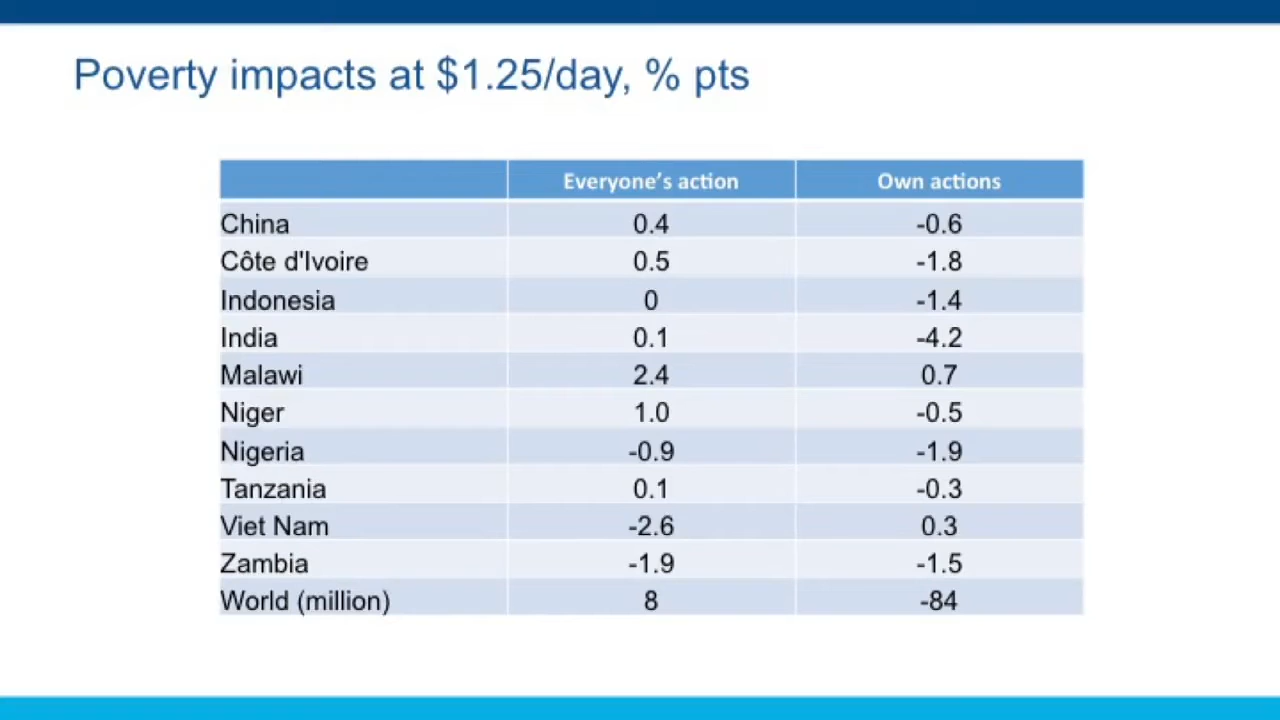 Poverty impacts at $1.25/day, % pts
Everyone’s action Own actions
China 0.4 -0.6
Côte d'Ivoire 0.5 -1.8
Indonesia 0 -1.4
India 0.1 -4.2
Malawi 2.4 0.7
Niger 1.0 -0.5
Nigeria -0.9 -1.9
Tanzania 0.1 -0.3
Viet Nam -2.6 0.3
Zambia -1.9 -1.5
World (million) 8 -84